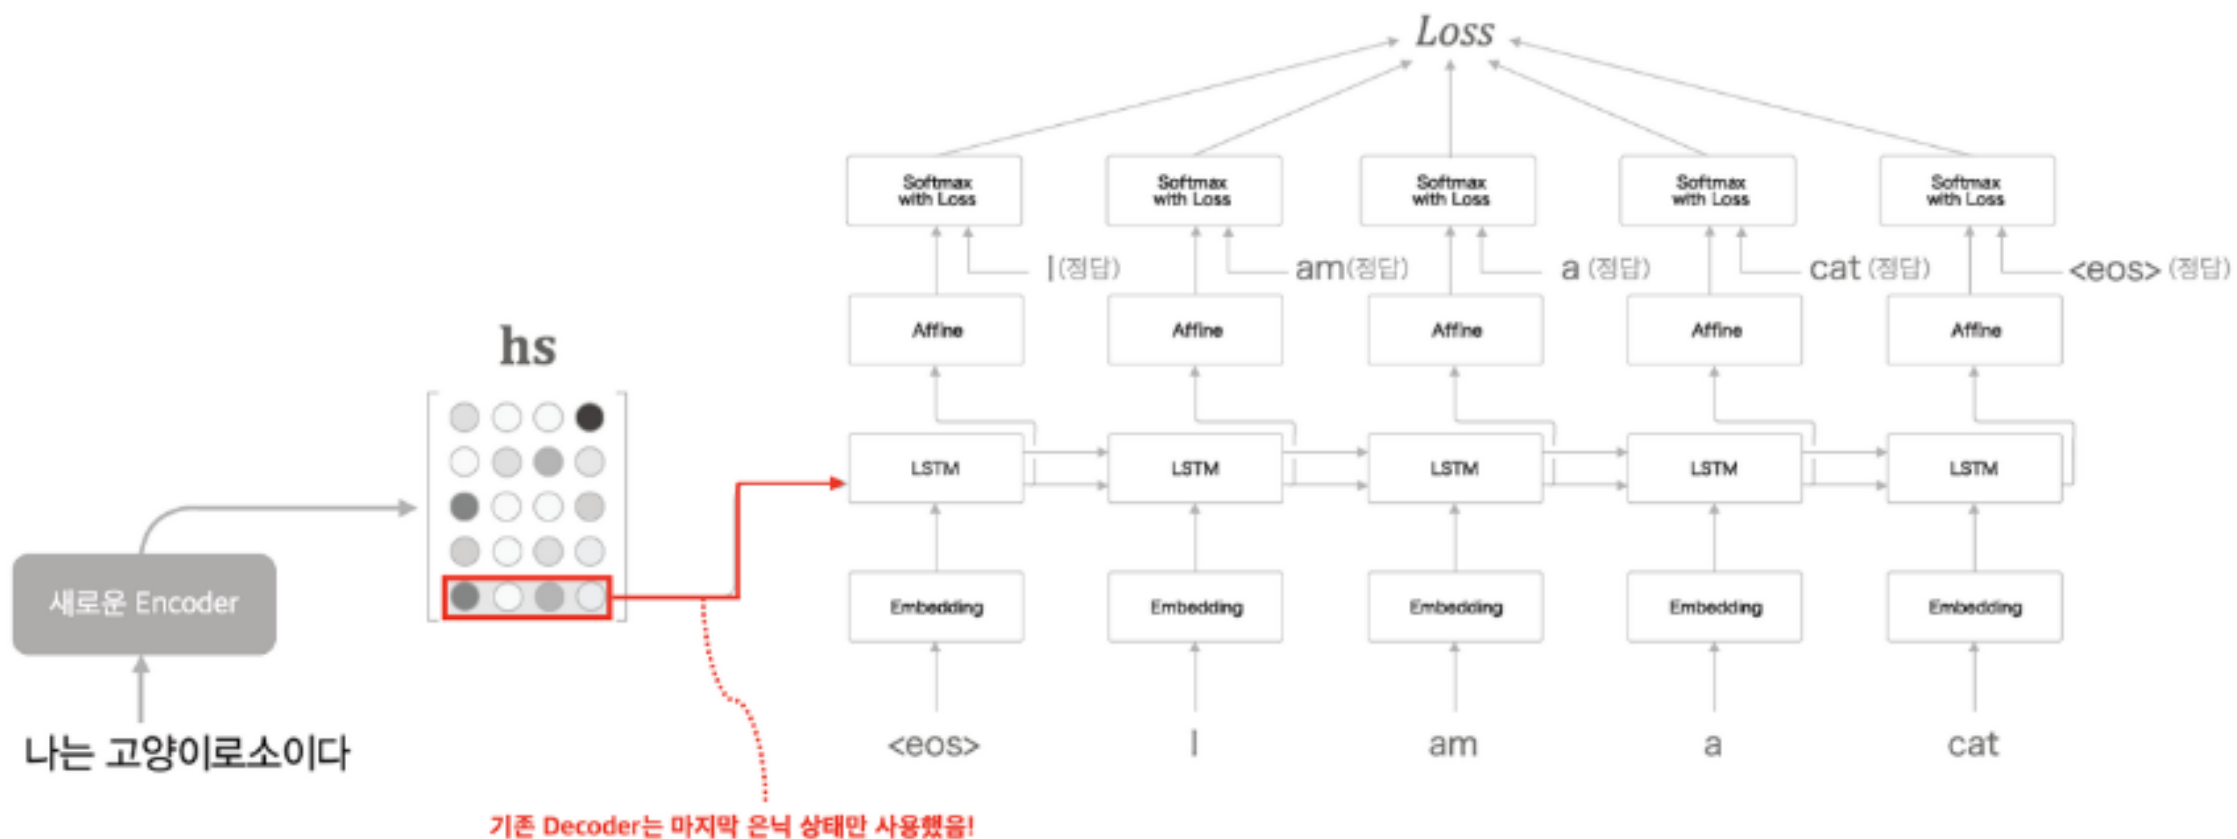 Loss
Softmax
with Loss
Softmax
with Loss
Softmax
with Loss
Softmax
with Loss
Softmax
with Loss
I (정답)
am(정답)
a (정답)
cat (정답)
<eos> (정답)
Affine
Affine
Affine
Affine
Affine
hs
LSTM
LSTM
LSTM
LSTM
LSTM
새로운 Encoder
Embedding
Embedding
Embedding
Embedding
Embedding
나는 고양이로소이다
<eos>
I
am
a
cat
기존 Decoder는 마지막 은닉 상태만 사용했음!